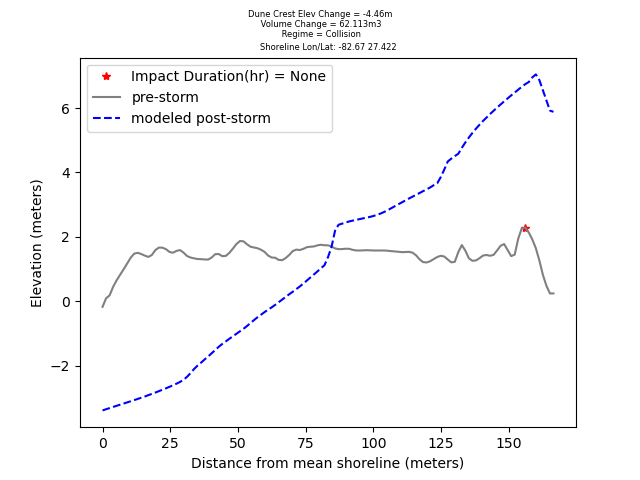 Dune Crest Elev Change = -4.46m
Volume Change = 62.113m3
Regime = Collision
Shoreline Lon/Lat: -82.67 27.422
Impact Duration(hr) = None
pre-storm
modeled post-storm
Elevation (meters)
6
4
2
0
−2
0 25 50 75 100 125 150
Distance from mean shoreline (meters)